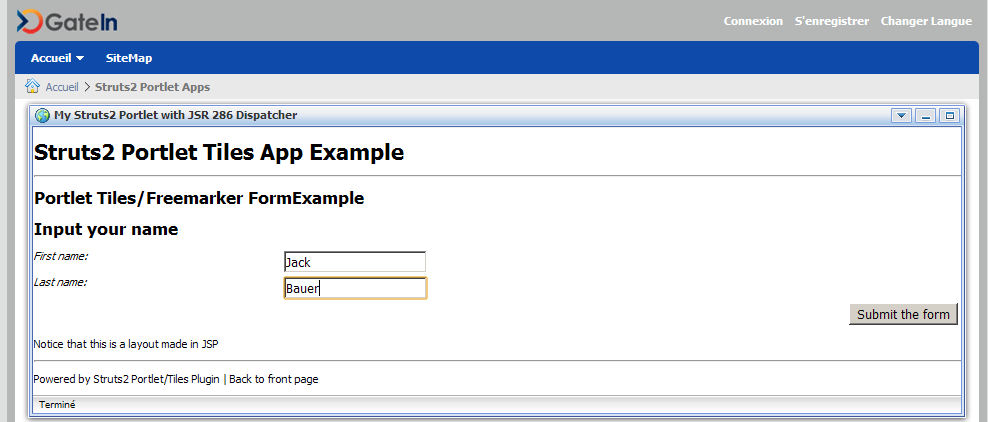 GateIn
Connexion S'enregistrer Changer Langue
Accueil SiteMap
Accueil > Struts2 Portlet Apps
My Struts2 Portlet with JSR 286 Dispatcher
Struts2 Portlet Tiles App Example
Portlet Tiles/Freemarker FormExample
Input your name
First name: Jack
Last name: Bauer
Submit the form
Notice that this is a layout made in JSP
Powered by Struts2 Portlet/Tiles Plugin | Back to front page
Terminé